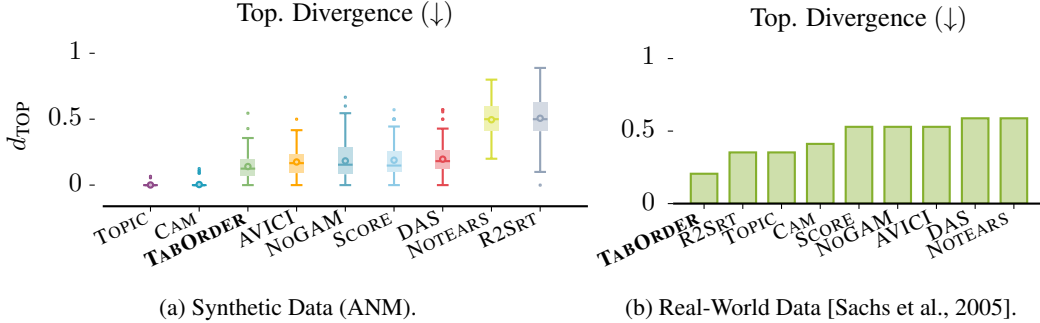 Top. Divergence (↓)
1
0.5
0
d_TOP
TOPIC
CAM
TABORDER
AVICI
NOGAM
SCORE
DAS
NOTEARS
R2SRT
(a) Synthetic Data (ANM).
Top. Divergence (↓)
1
0.5
0
TABORDER
R2SRT
TOPIC
CAM
SCORE
NOGAM
AVICI
DAS
NOTEARS
(b) Real-World Data [Sachs et al., 2005].